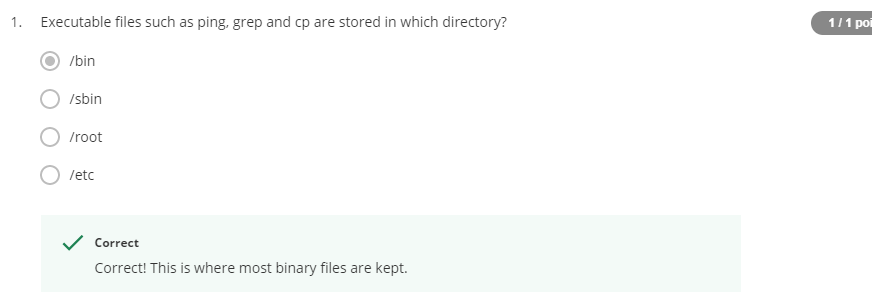 1. Executable files such as ping, grep and cp are stored in which directory?
1 / 1 poi
/bin
/sbin
/root
/etc
Correct
Correct! This is where most binary files are kept.